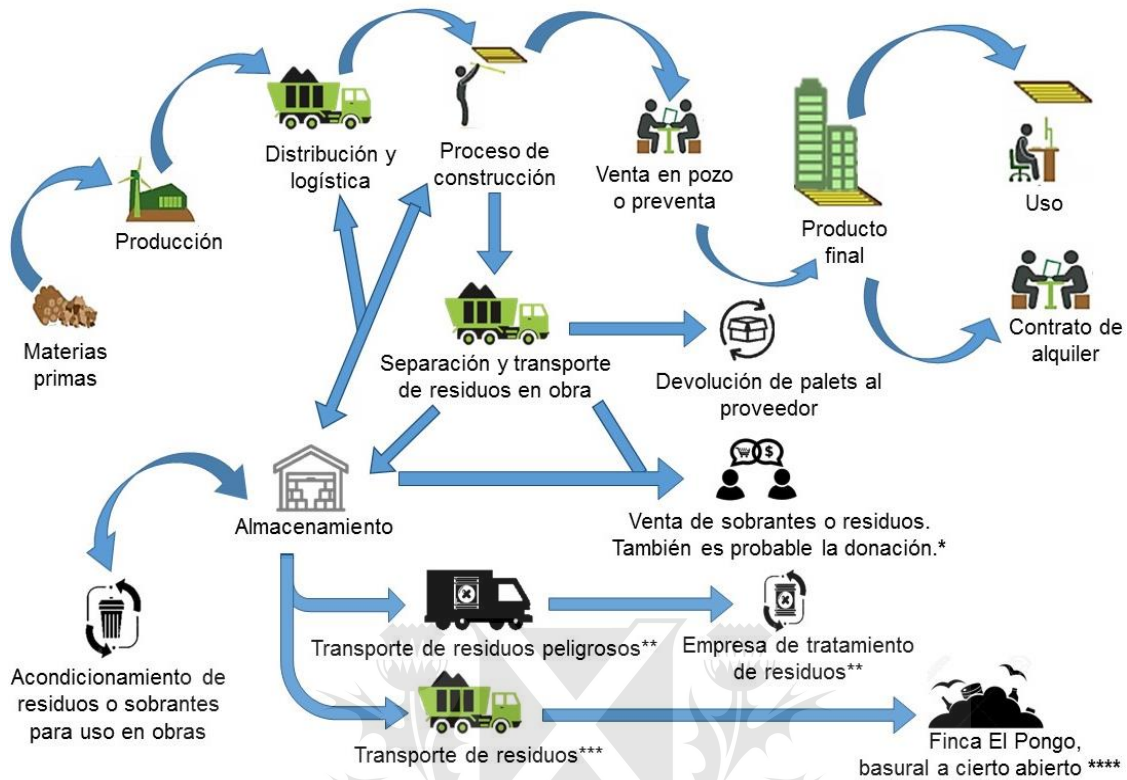 Distribución y
logística
Proceso de
construcción
Venta en pozo
o preventa
Producto
final
Uso
Producción
Materias
primas
Separación y transporte
de residuos en obra
Devolución de palets al
proveedor
Contrato de
alquiler
Almacenamiento
Venta de sobrantes o residuos.
También es probable la donación.*
Acondicionamiento de
residuos o sobrantes
para uso en obras
Transporte de residuos peligrosos**
Empresa de tratamiento
de residuos**
Transporte de residuos***
Finca El Pongo,
basural a cierto abierto ****